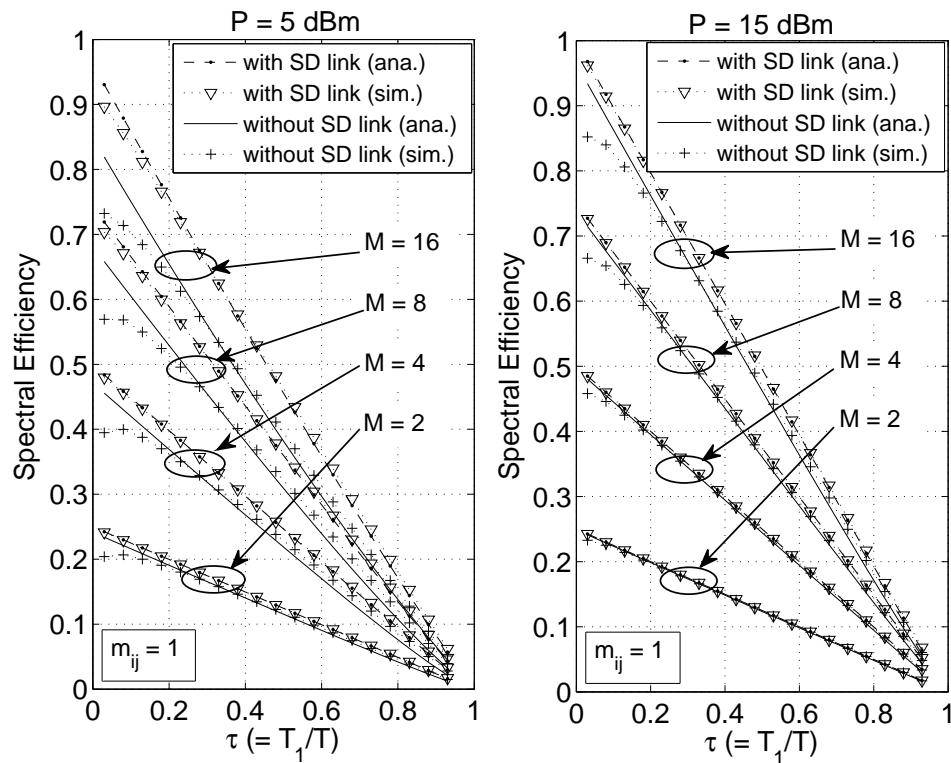 P = 5 dBm
with SD link (ana.)
with SD link (sim.)
without SD link (ana.)
without SD link (sim.)
M = 16
M = 8
M = 4
M = 2
m_ij = 1
Spectral Efficiency
1
0.9
0.8
0.7
0.6
0.5
0.4
0.3
0.2
0.1
0
0 0.2 0.4 0.6 0.8 1
τ (= T_1/T)
P = 15 dBm
with SD link (ana.)
with SD link (sim.)
without SD link (ana.)
without SD link (sim.)
M = 16
M = 8
M = 4
M = 2
m_ij = 1
Spectral Efficiency
1
0.9
0.8
0.7
0.6
0.5
0.4
0.3
0.2
0.1
0
0 0.2 0.4 0.6 0.8 1
τ (= T_1/T)